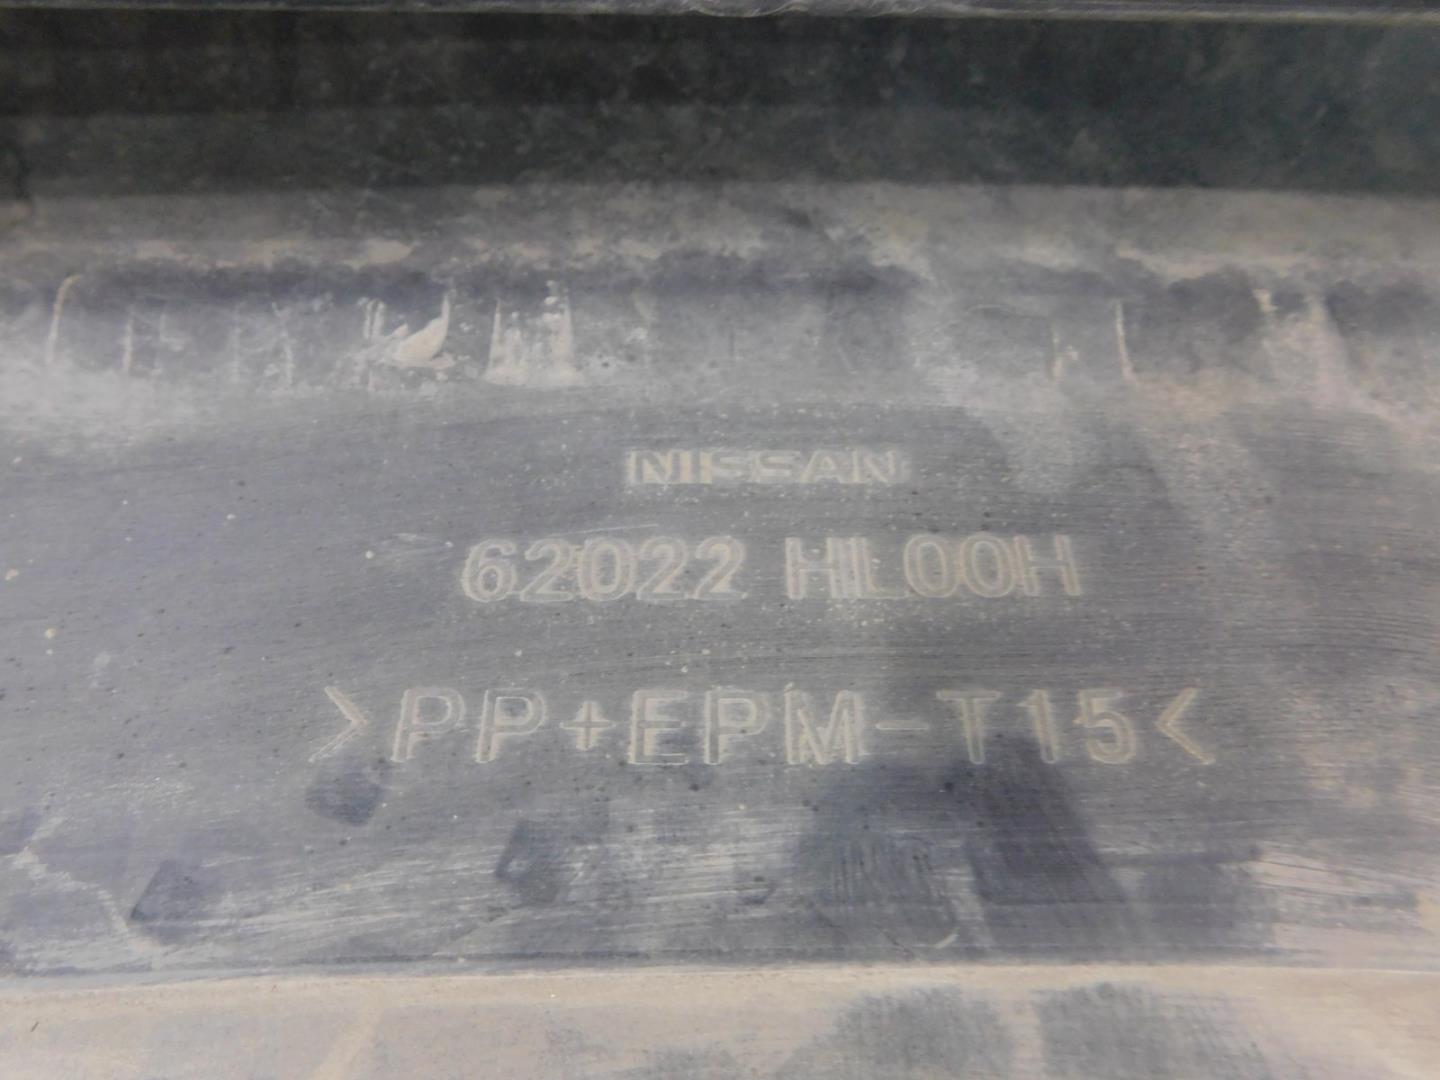 NISSAN
62022 HL00H
>PP+EPM-T15<